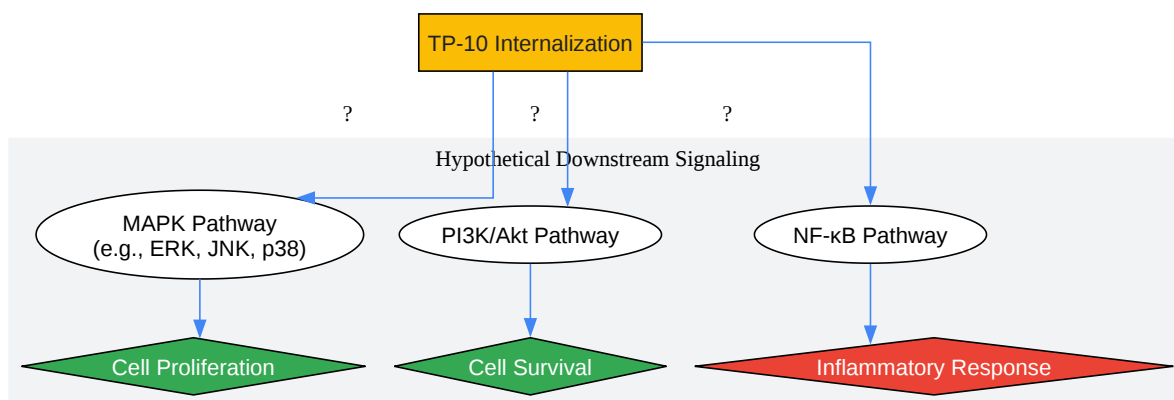 TP-10 Internalization
?
?
?
Hypothetical Downstream Signaling
MAPK Pathway
(e.g., ERK, JNK, p38)
PI3K/Akt Pathway
NF-κB Pathway
Cell Proliferation
Cell Survival
Inflammatory Response